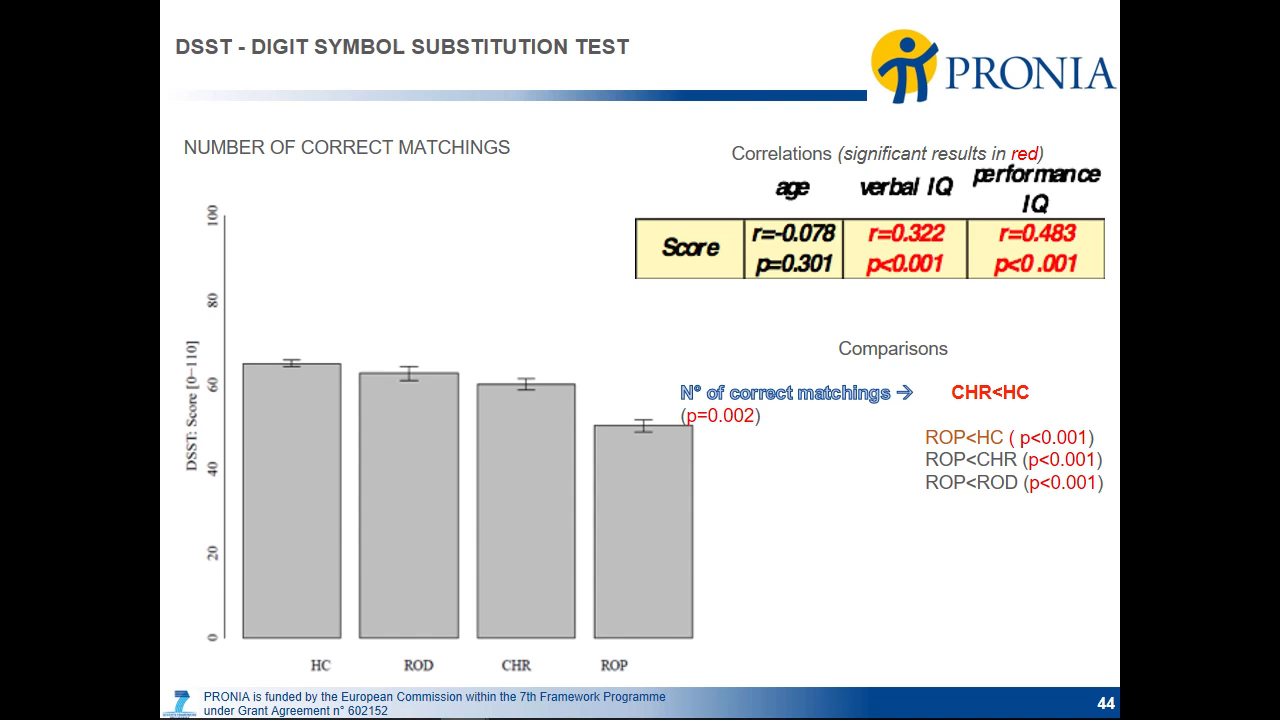 DSST - DIGIT SYMBOL SUBSTITUTION TEST
PRONIA
NUMBER OF CORRECT MATCHINGS
Correlations (significant results in red)
age verbal IQ performance IQ
Score r=-0.078 r=0.322 r=0.483
p=0.301 p<0.001 p<0 .001
DSST: Score [0−110]
100
80
60
40
20
0
HC ROD CHR ROP
Comparisons
N° of correct matchings → CHR<HC
(p=0.002)
ROP<HC ( p<0.001)
ROP<CHR (p<0.001)
ROP<ROD (p<0.001)
7
PRONIA is funded by the European Commission within the 7th Framework Programme
under Grant Agreement n° 602152
44